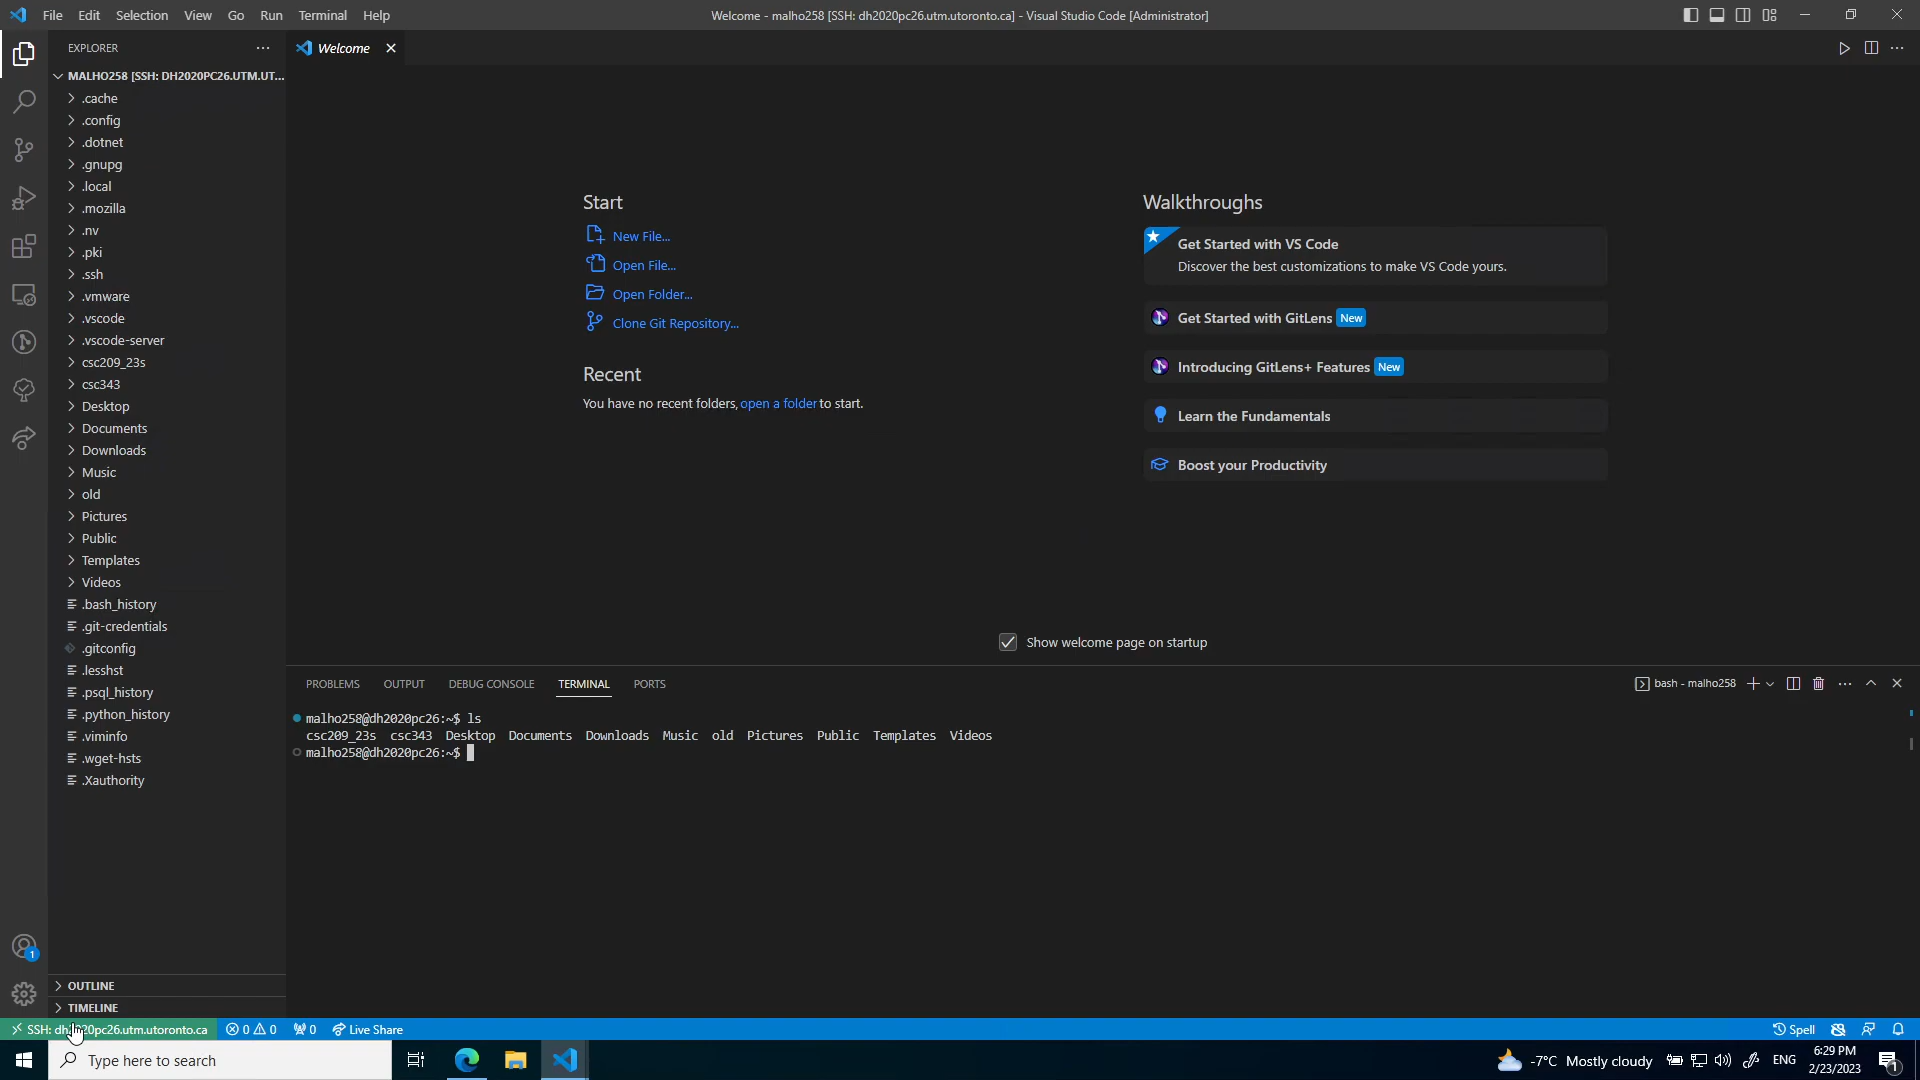 File Edit Selection View Go Run Terminal Help
Welcome - malho258 [SSH: dh2020pc26.utm.utoronto.ca] - Visual Studio Code [Administrator]
EXPLORER
MALHO258 [SSH: DH2020PC26.UTM.UT...
.cache
.config
.dotnet
.gnupg
.local
.mozilla
.nv
.pki
.ssh
.vmware
.vscode
.vscode-server
csc209_23s
csc343
Desktop
Documents
Downloads
Music
old
Pictures
Public
Templates
Videos
.bash_history
.git-credentials
.gitconfig
.lesshst
.psql_history
.python_history
.viminfo
.wget-hsts
.Xauthority
OUTLINE
TIMELINE
Welcome
Start
New File...
Open File...
Open Folder...
Clone Git Repository...
Recent
You have no recent folders, open a folder to start.
Walkthroughs
Get Started with VS Code
Discover the best customizations to make VS Code yours.
Get Started with GitLens New
Introducing GitLens+ Features New
Learn the Fundamentals
Boost your Productivity
Show welcome page on startup
PROBLEMS OUTPUT DEBUG CONSOLE TERMINAL PORTS
bash - malho258
malho258@dh2020pc26:~$ ls
csc209_23s csc343 Desktop Documents Downloads Music old Pictures Public Templates Videos
malho258@dh2020pc26:~$
1
SSH: dh2020pc26.utm.utoronto.ca 0 0 0 Live Share
Spell
Type here to search
-7°C Mostly cloudy
ENG
6:29 PM
2/23/2023
1